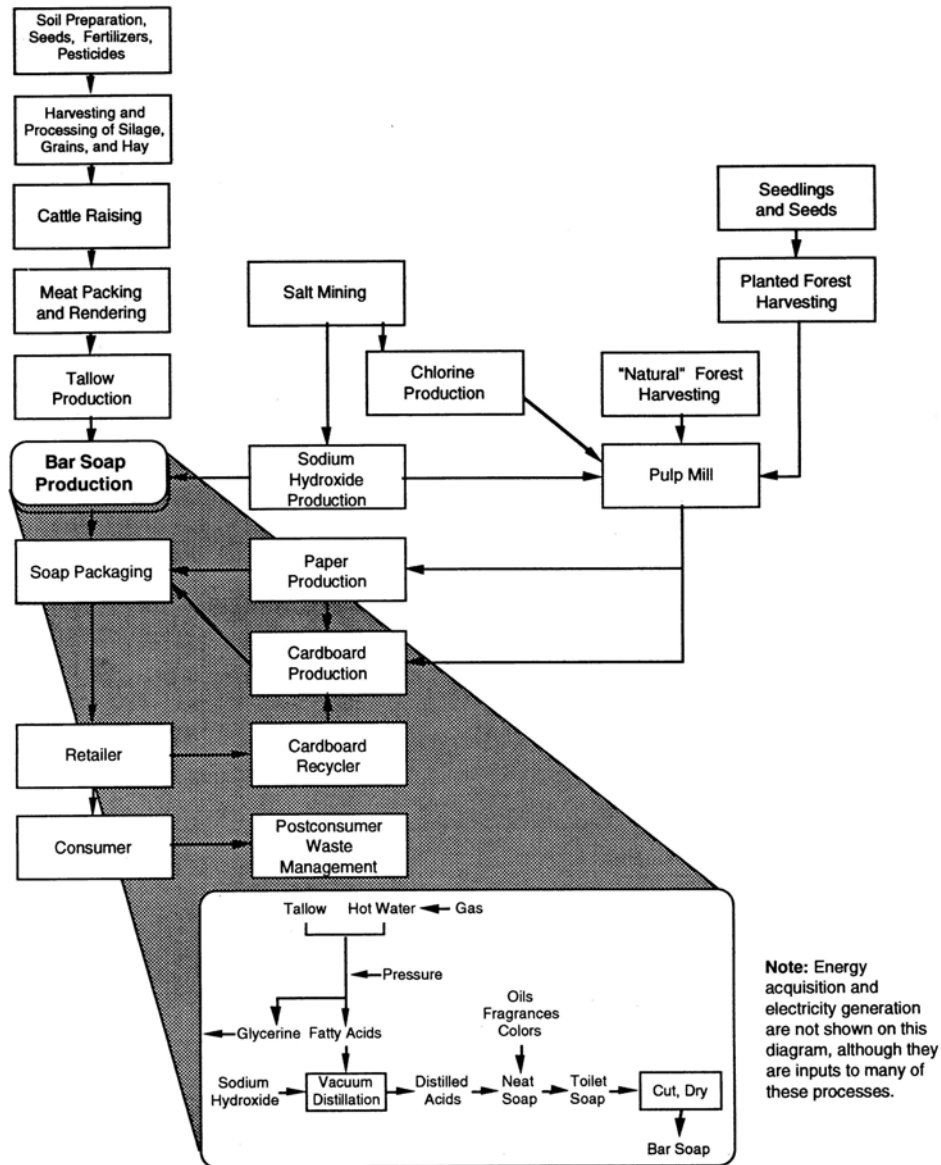 Soil Preparation,
Seeds, Fertilizers,
Pesticides
Harvesting and
Processing of Silage,
Grains, and Hay
Cattle Raising
Meat Packing
and Rendering
Tallow
Production
Bar Soap
Production
Soap Packaging
Retailer
Consumer
Salt Mining
Chlorine
Production
Sodium
Hydroxide
Production
Paper
Production
Cardboard
Production
Cardboard
Recycler
Postconsumer
Waste
Management
Seedlings
and Seeds
Planted Forest
Harvesting
"Natural" Forest
Harvesting
Pulp Mill
Tallow
Hot Water
Gas
Pressure
Glycerine
Fatty Acids
Oils
Fragrances
Colors
Sodium
Hydroxide
Vacuum
Distillation
Distilled
Acids
Neat
Soap
Toilet
Soap
Cut, Dry
Bar Soap
Note: Energy
acquisition and
electricity generation
are not shown on this
diagram, although they
are inputs to many of
these processes.